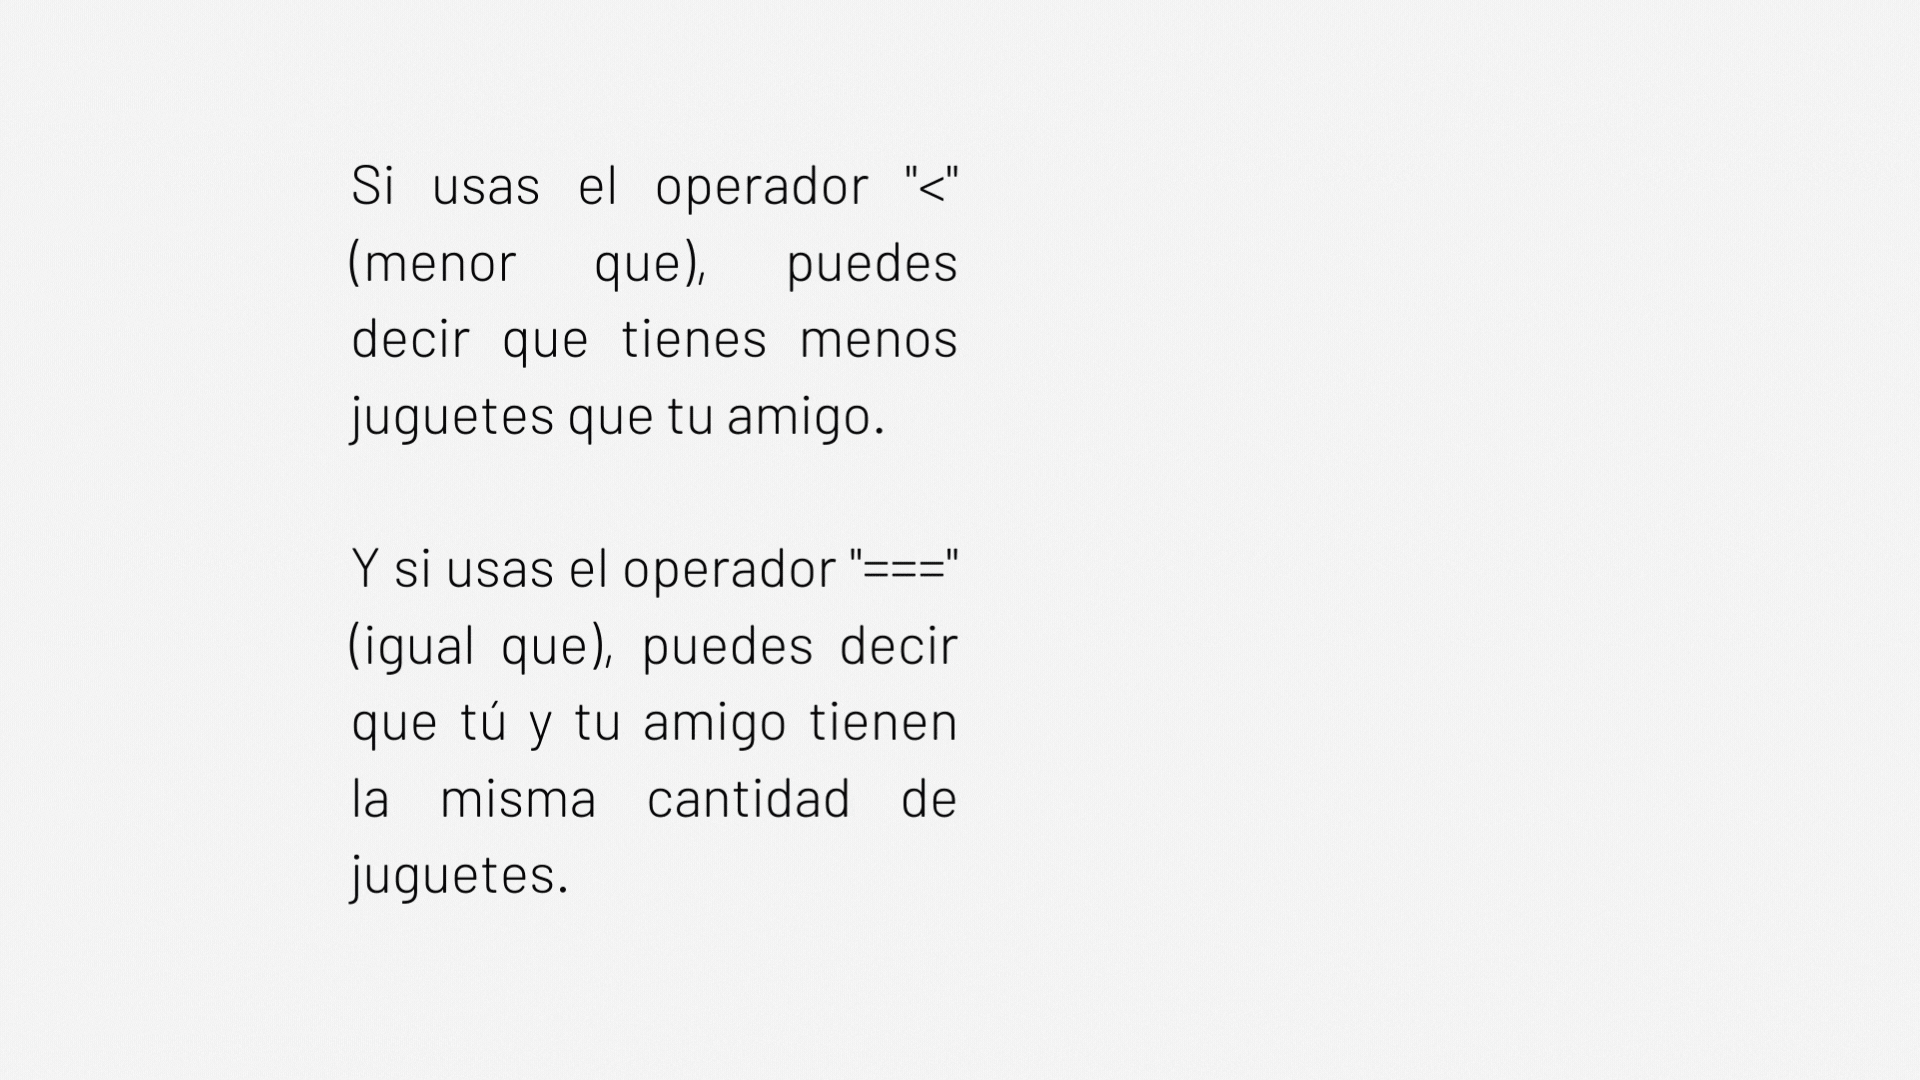 Si usas el operador "<"
(menor que), puedes
decir que tienes menos
juguetes que tu amigo.
Y si usas el operador "==="
(igual que), puedes decir
que tú y tu amigo tienen
la misma cantidad de
juguetes.